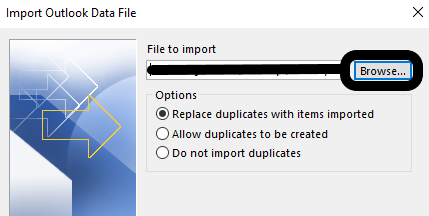 Import Outlook Data File
File to import
Browse...
Options
Replace duplicates with items imported
Allow duplicates to be created
Do not import duplicates